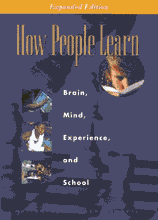 Expanded Edition
How People Learn
Brain,
Mind,
Experience,
and
School